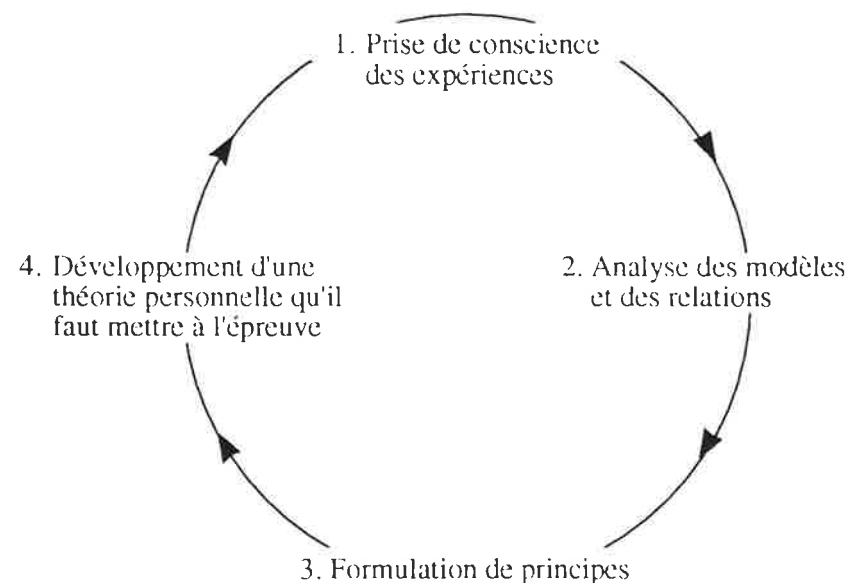 1. Prise de conscience
des expériences
2. Analyse des modèles
et des relations
3. Formulation de principes
4. Développement d'une
théorie personnelle qu'il
faut mettre à l'épreuve